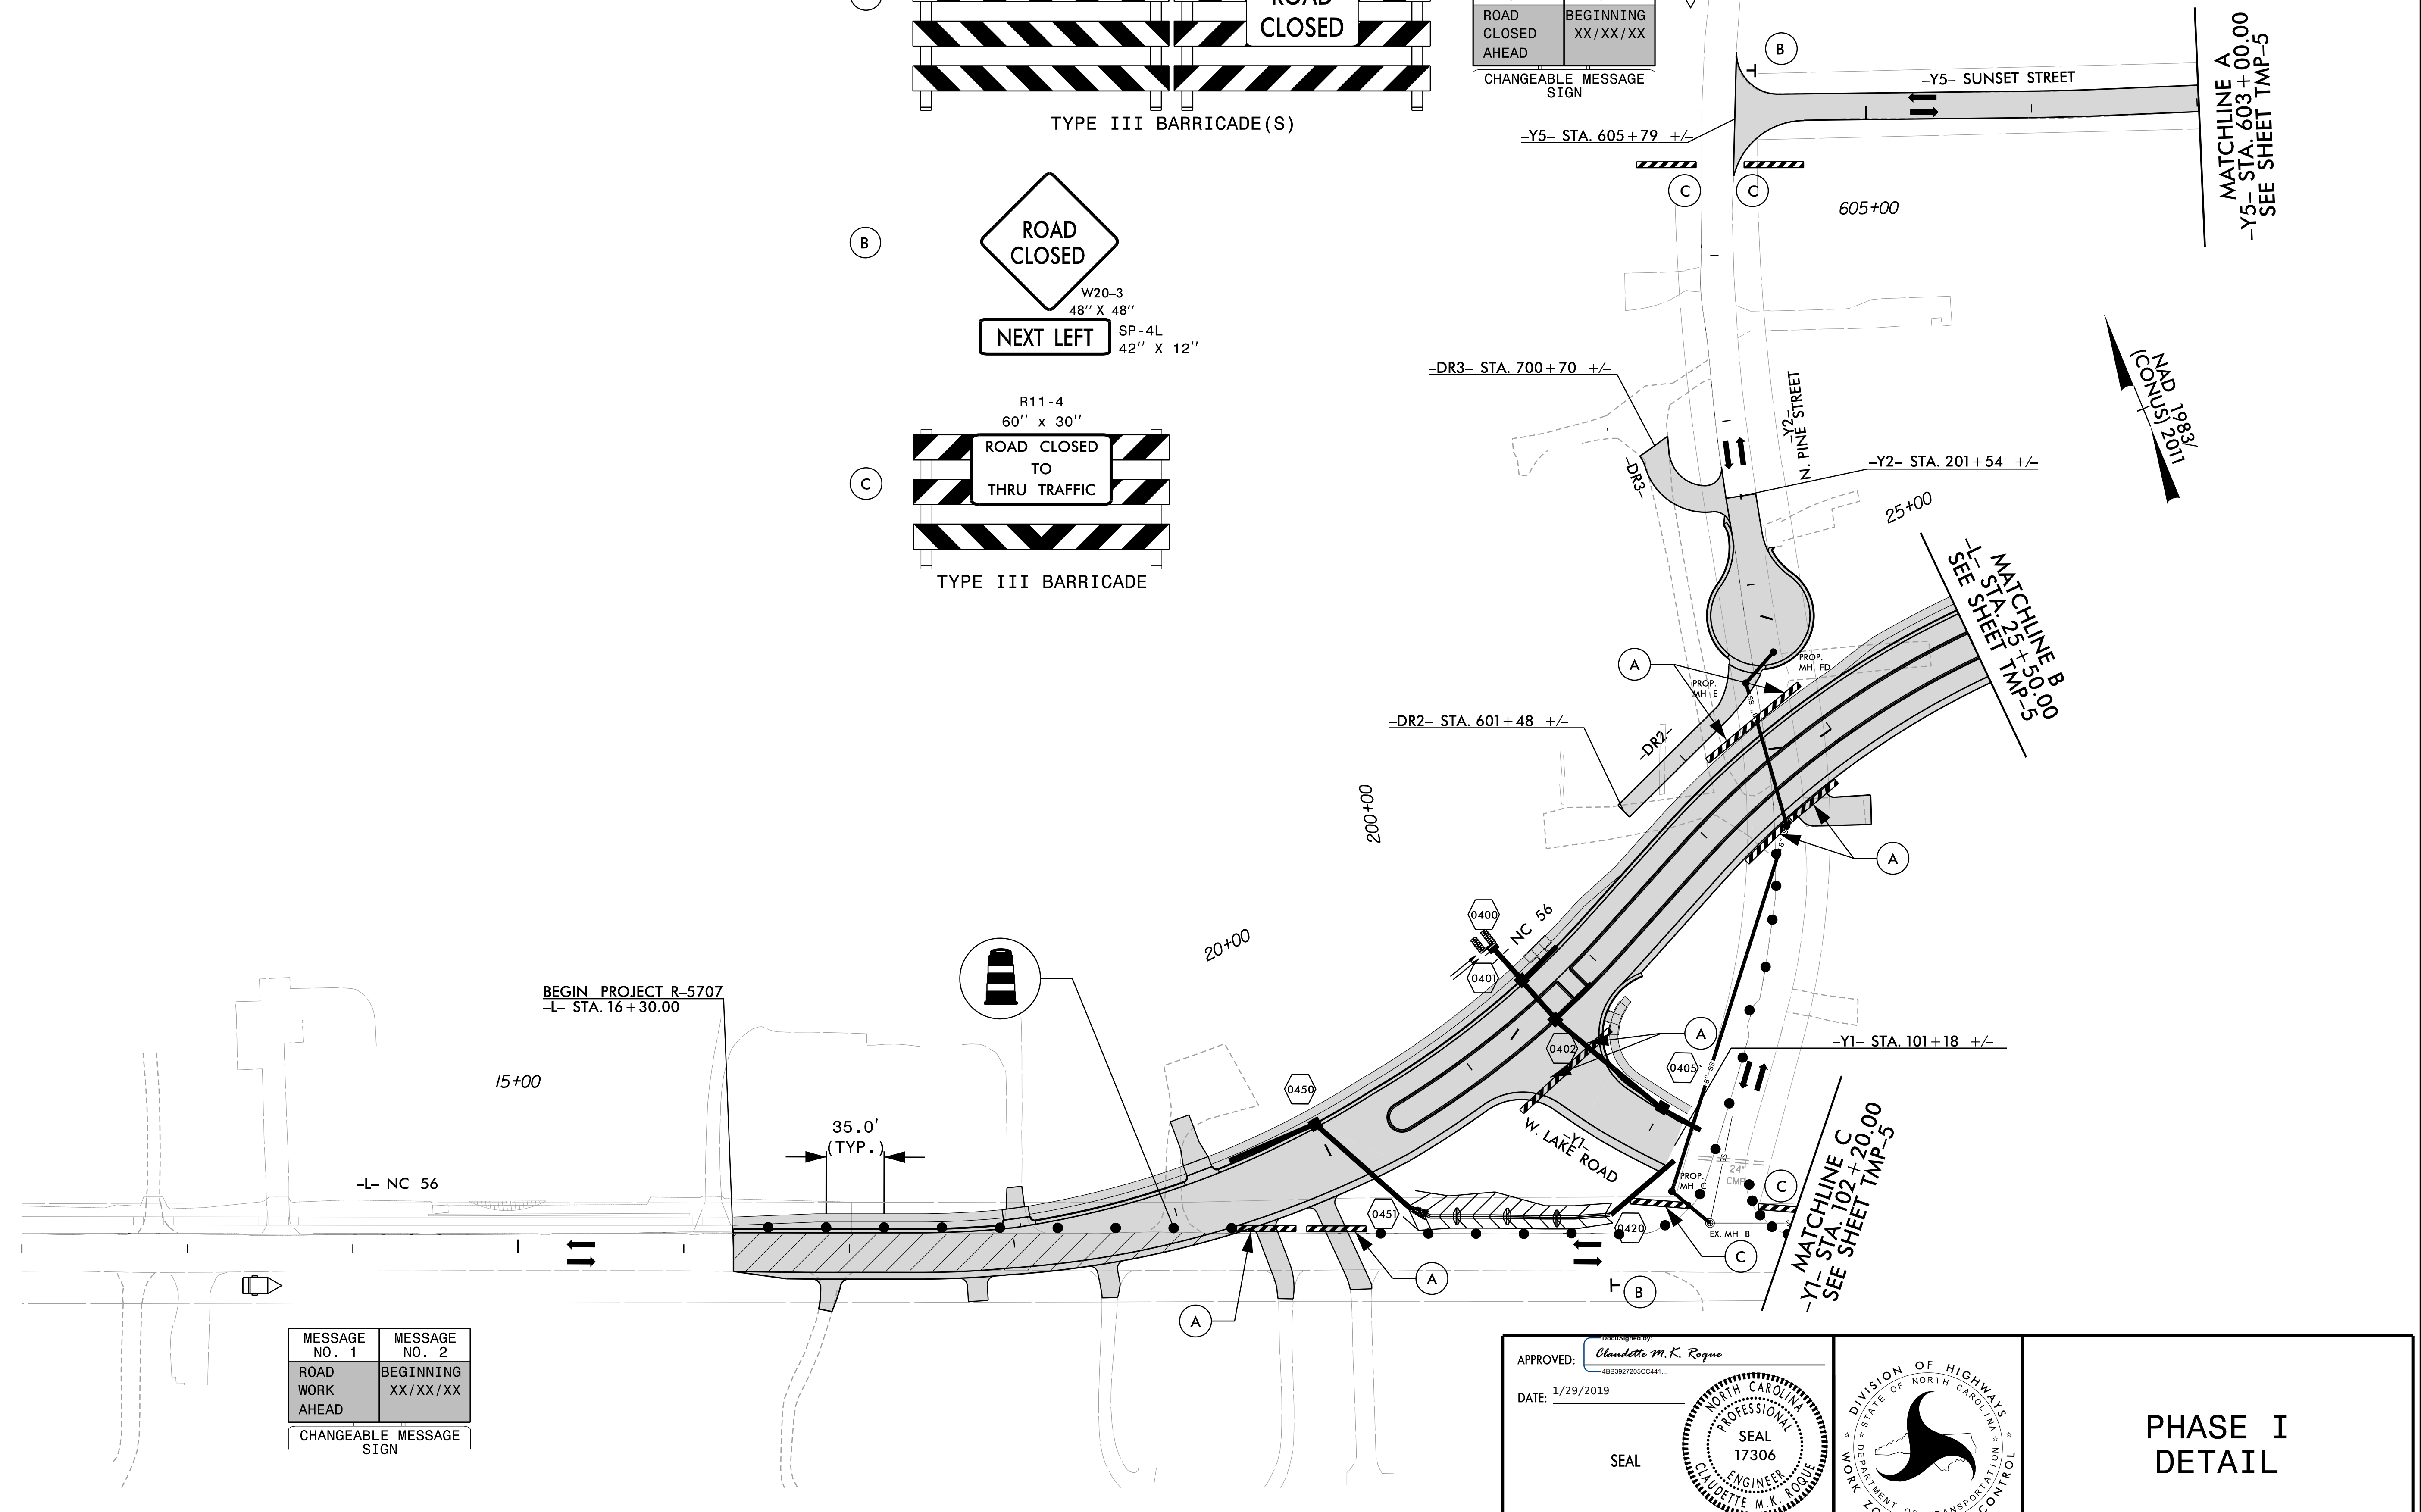 ROAD
CLOSED
TYPE III BARRICADE(S)
ROAD
CLOSED
AHEAD
BEGINNING
XX/XX/XX
CHANGEABLE MESSAGE
SIGN
B
-Y5- SUNSET STREET
-Y5- STA. 605+79 +/-
C
C
605+00
MATCHLINE A
-Y5- STA. 603+00.00
SEE SHEET TMP-5
B
ROAD
CLOSED
W20-3
48'' X 48''
NEXT LEFT
SP-4L
42'' X 12''
C
R11-4
60'' x 30''
ROAD CLOSED
TO
THRU TRAFFIC
TYPE III BARRICADE
NAD 1983/
(CONUS) 2011
-DR3- STA. 700+70 +/-
-DR3-
-Y2-
N. PINE STREET
-Y2- STA. 201+54 +/-
25+00
MATCHLINE B
-L- STA. 25+50.00
SEE SHEET TMP-5
A
PROP.
MH FD
PROP.
MH E
SS
-DR2- STA. 601+48 +/-
-DR2-
200+00
A
8"
0400
NC 56
0401
20+00
0402
A
0405
8" SS
-Y1- STA. 101+18 +/-
BEGIN PROJECT R-5707
-L- STA. 16+30.00
15+00
35.0'
(TYP.)
0450
-Y1-
W. LAKE ROAD
24"
CMP
PROP.
MH C
C
MATCHLINE C
-Y1- STA. 102+20.00
SEE SHEET TMP-5
-L- NC 56
0451
0420
EX. MH B
C
A
A
B
MESSAGE
NO. 1
MESSAGE
NO. 2
ROAD
WORK
AHEAD
BEGINNING
XX/XX/XX
CHANGEABLE MESSAGE
SIGN
DocuSigned by:
APPROVED: Claudette M.K. Roque
4BB3927205CC441...
DATE: 1/29/2019
SEAL
NORTH CAROLINA
PROFESSIONAL
SEAL
17306
ENGINEER
CLAUDETTE M.K. ROQUE
DIVISION OF HIGHWAYS
STATE OF NORTH CAROLINA
DEPARTMENT OF TRANSPORTATION
CONTROL
WORK
PHASE I
DETAIL